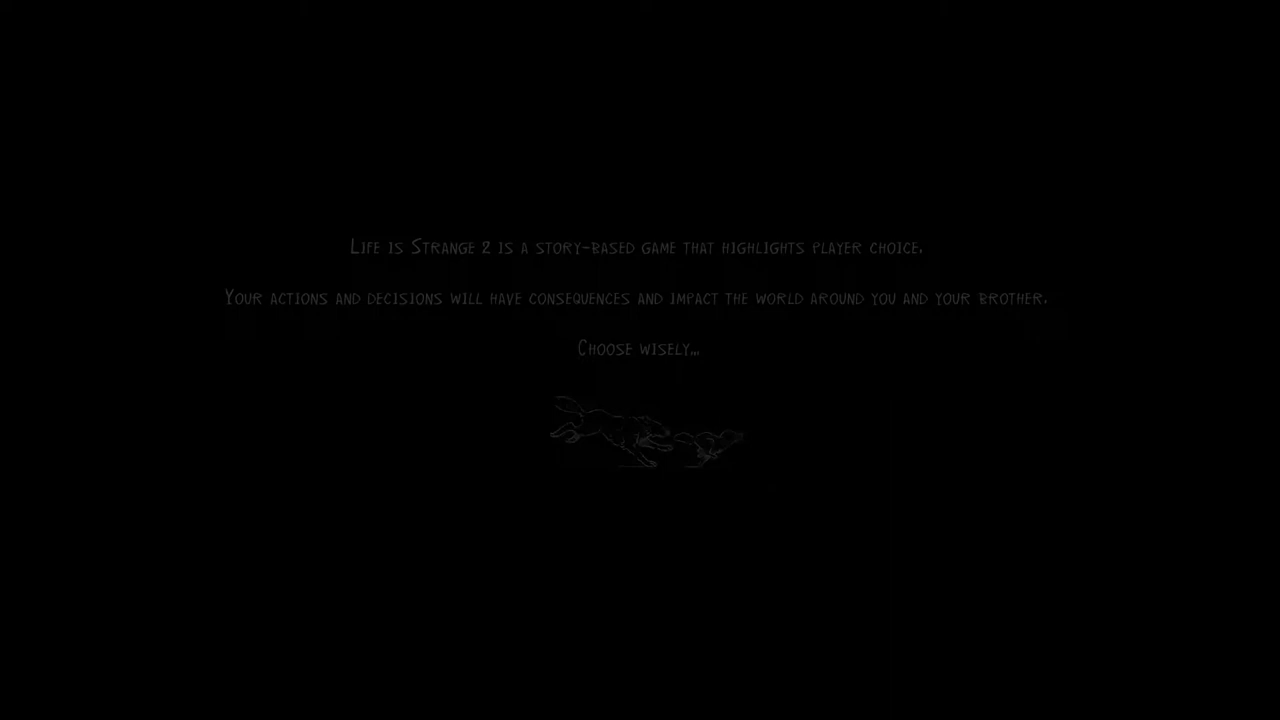 Life is Strange 2 is a story-based game that highlights player choice.
Your actions and decisions will have consequences and impact the world around you and your brother.
Choose wisely...